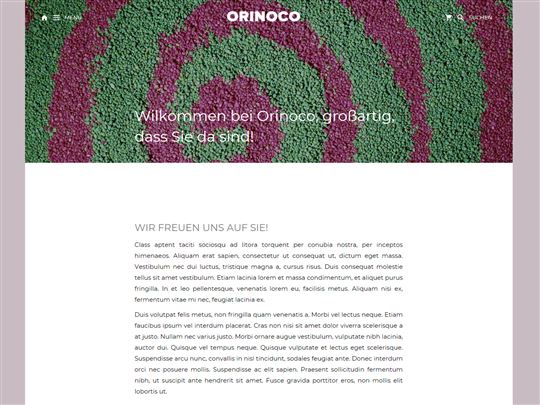 MENÜ
ORINOCO
SUCHEN
Wilkommen bei Orinoco, großartig,
dass Sie da sind!
WIR FREUEN UNS AUF SIE!
Class aptent taciti sociosqu ad litora torquent per conubia nostra, per inceptos
himenaeos. Aliquam erat sapien, consectetur ut consequat ut, dictum eget massa.
Vestibulum nec dui luctus, tristique magna a, cursus risus. Duis consequat molestie
tellus sit amet vestibulum. Etiam lacinia lorem et massa condimentum, et aliquet purus
fringilla. In et leo pellentesque, venenatis lorem eu, facilisis metus. Aliquam nisi ex,
fermentum vitae mi nec, feugiat lacinia ex.
Duis volutpat felis metus, non fringilla quam venenatis a. Morbi vel lectus neque. Etiam
faucibus ipsum vel interdum placerat. Cras non nisi sit amet dolor viverra scelerisque a
at justo. Nullam nec varius justo. Morbi ornare augue vestibulum, vulputate nibh lacinia,
auctor dui. Quisque vel tempus neque. Quisque vulputate et lectus eget scelerisque.
Suspendisse arcu nunc, convallis in nisl tincidunt, sodales feugiat ante. Donec interdum
orci nec posuere mollis. Suspendisse ac elit sapien. Praesent sollicitudin fermentum
nibh, ut suscipit ante hendrerit sit amet. Fusce gravida porttitor eros, non mollis elit
lobortis ut.